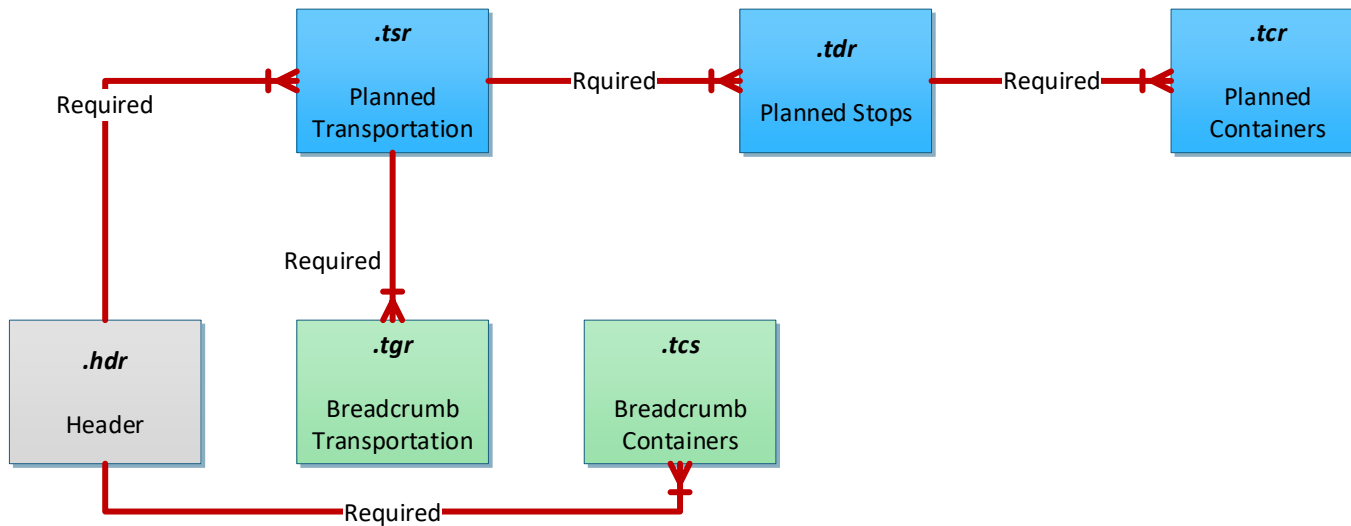 .tsr
Planned
Transportation
Rquired
.tdr
Planned Stops
Required
.tcr
Planned
Containers
Required
Required
.hdr
Header
.tgr
Breadcrumb
Transportation
.tcs
Breadcrumb
Containers
Required